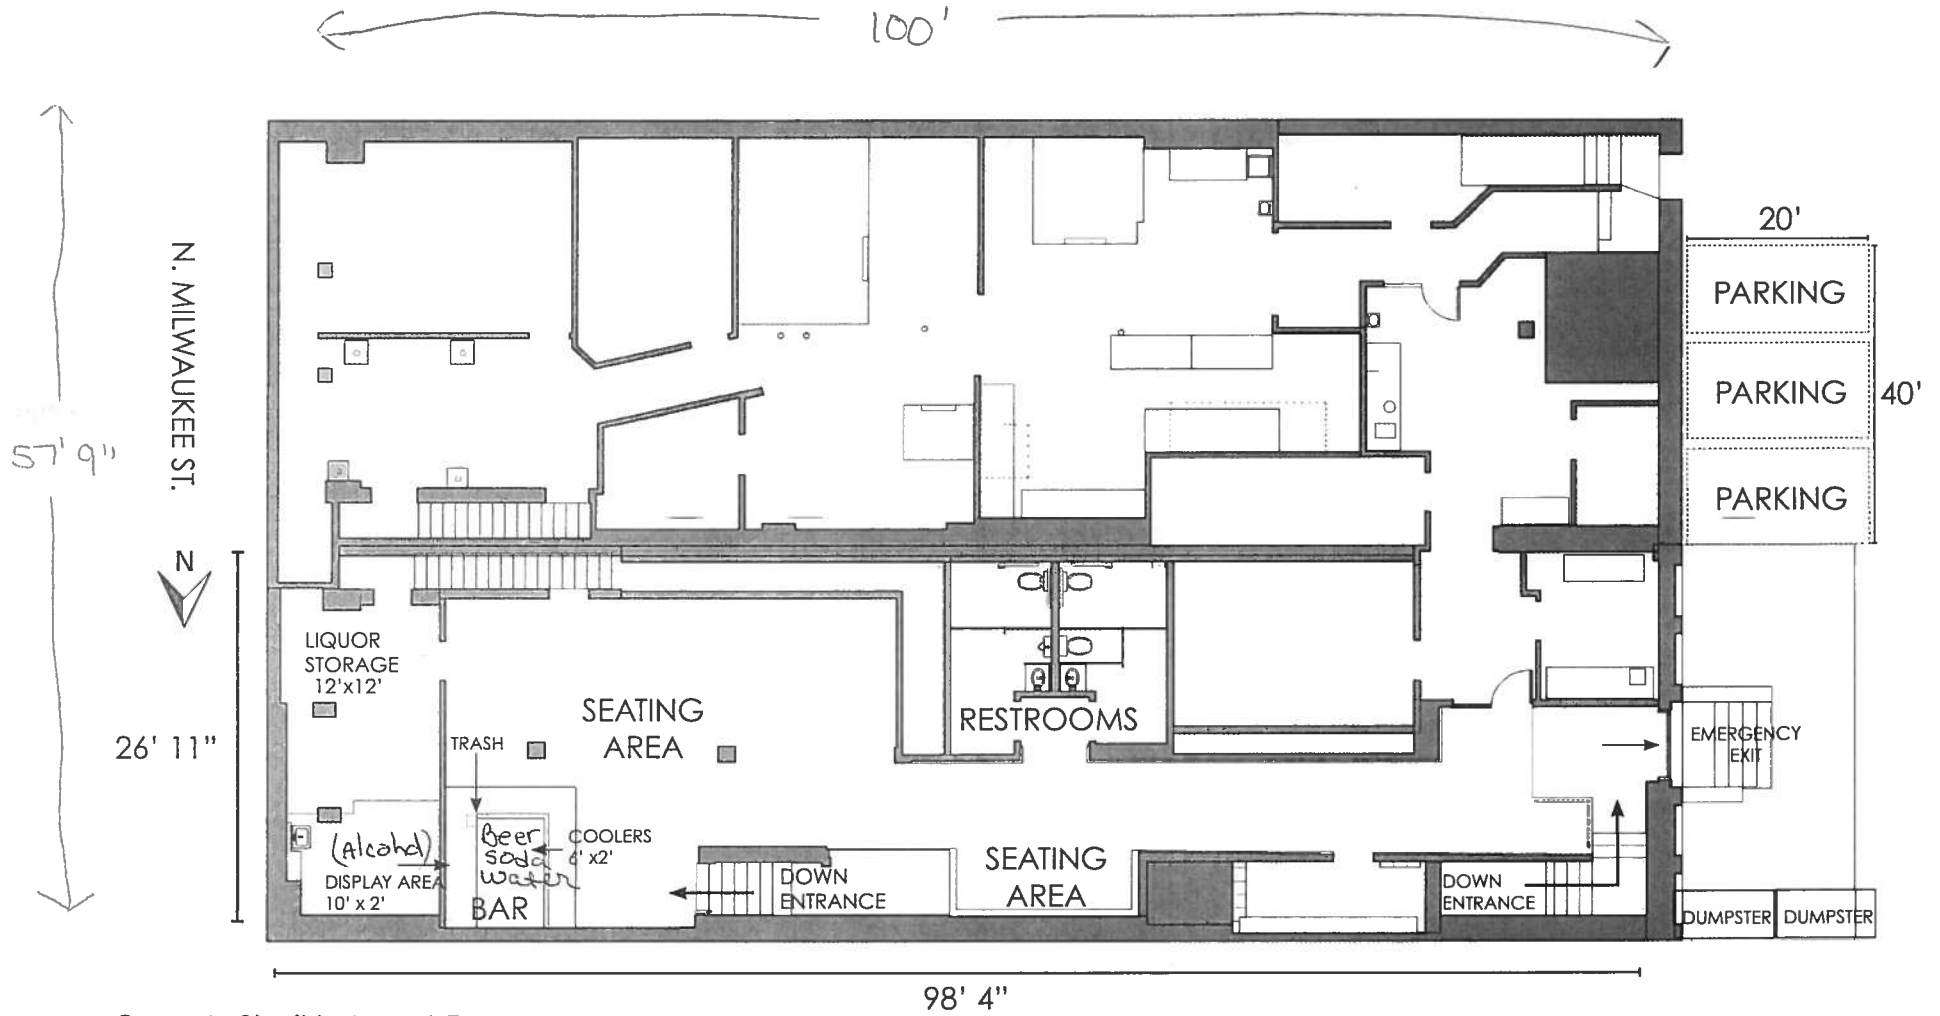 100'
57' 9"
N. MILWAUKEE ST.
20'
PARKING
PARKING
40'
PARKING
N
26' 11"
LIQUOR
STORAGE
12'x12'
SEATING
AREA
RESTROOMS
TRASH
EMERGENCY
EXIT
(Alcohol)
DISPLAY AREA
10' x 2'
Beer
soda
water
COOLERS
6' x2'
BAR
DOWN
ENTRANCE
SEATING
AREA
DOWN
ENTRANCE
DUMPSTER
DUMPSTER
98' 4"